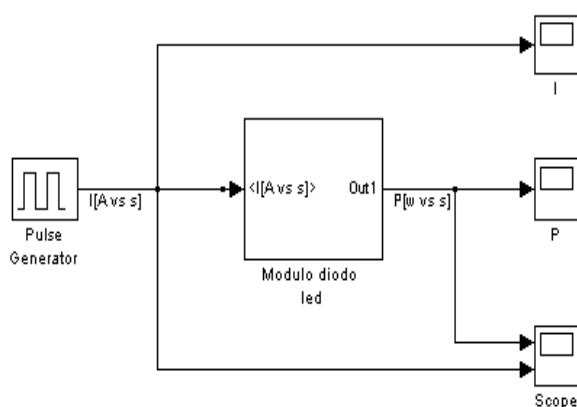 I
I[A vs s]
<I[A vs s]>
Out1
P[w vs s]
P
Pulse
Generator
Modulo diodo
led
Scope